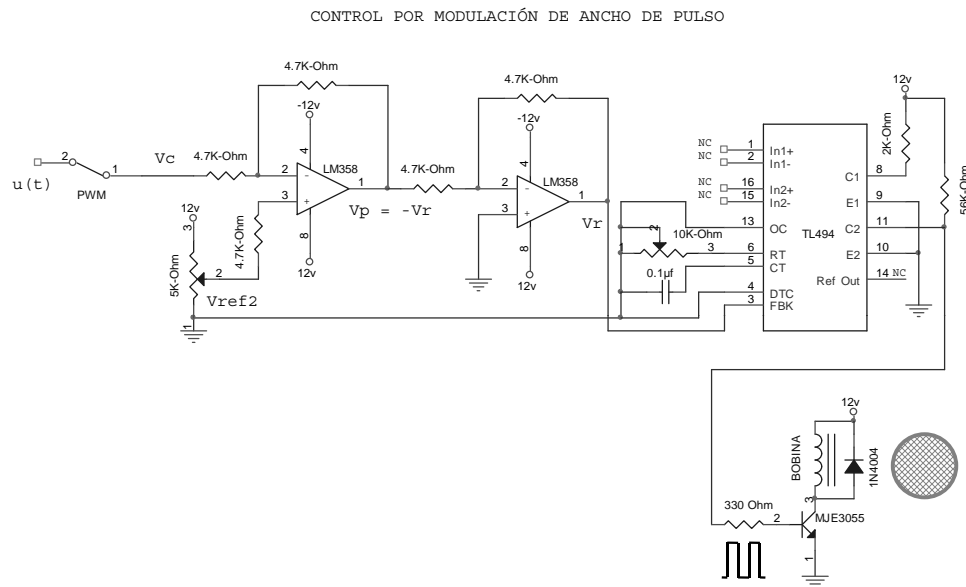 CONTROL POR MODULACIÓN DE ANCHO DE PULSO
4.7K-Ohm
-12v
4
2
1
Vc
4.7K-Ohm
2
-
LM358
1
3
+
8
12v
u(t)
PWM
Vp = -Vr
4.7K-Ohm
4.7K-Ohm
-12v
4
2
-
LM358
1
3
+
8
12v
Vr
12v
3
5K-Ohm
2
1
4.7K-Ohm
Vref2
1
2
10K-Ohm
3
0.1µf
NC 1 In1+
NC 2 In1-
NC 16 In2+
NC 15 In2-
13 OC
6 RT
5 CT
4 DTC
3 FBK
TL494
C1 8
E1 9
C2 11
E2 10
Ref Out 14 NC
12v
2K-Ohm
56K-Ohm
12v
BOBINA
1N4004
3
330 Ohm
2
MJE3055
1